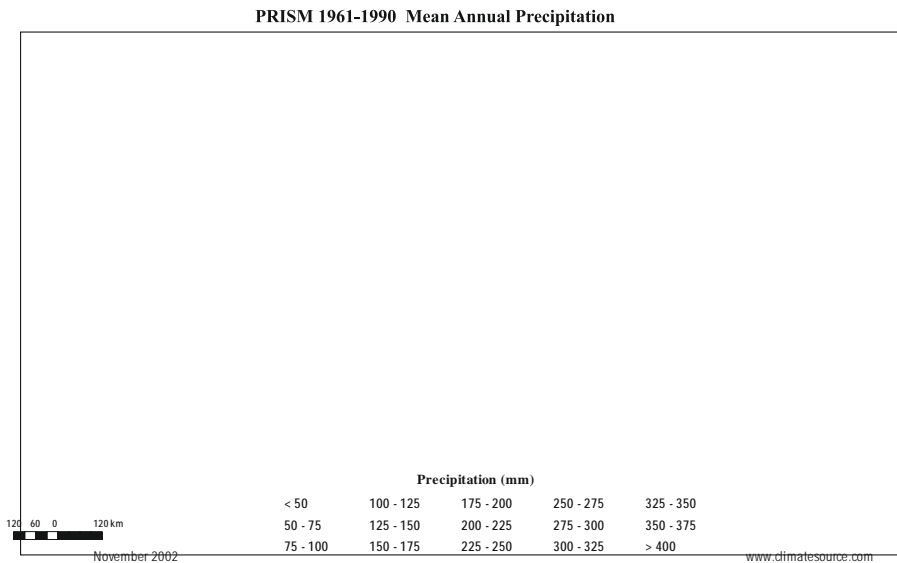 PRISM 1961-1990 Mean Annual Precipitation
Precipitation (mm)
< 50 100 - 125 175 - 200 250 - 275 325 - 350
50 - 75 125 - 150 200 - 225 275 - 300 350 - 375
75 - 100 150 - 175 225 - 250 300 - 325 > 400
120 60 0 120 km
November 2002
www.climatesource.com